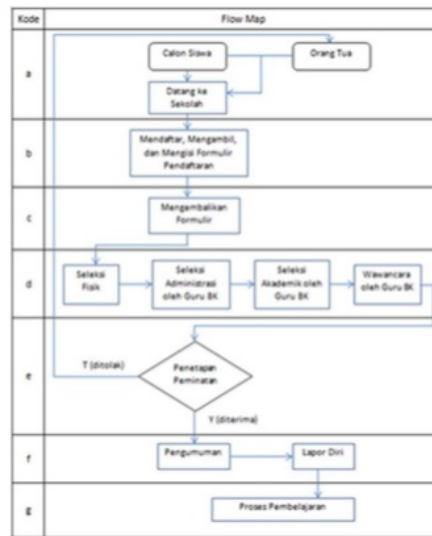 Kode
Flow Map
a
Calon Siswa
Orang Tua
Datang ke
Sekolah
b
Mendaftar, Mengambil,
dan Mengisi Formulir
Pendaftaran
c
Mengembalikan
Formulir
d
Seleksi
Fisik
Seleksi
Administrasi
oleh Guru BK
Seleksi
Akademik oleh
Guru BK
Wawancara
oleh Guru BK
e
T (ditolak)
Penetapan
Peminatan
Y (diterima)
f
Pengumuman
Lapor Diri
g
Proses Pembelajaran